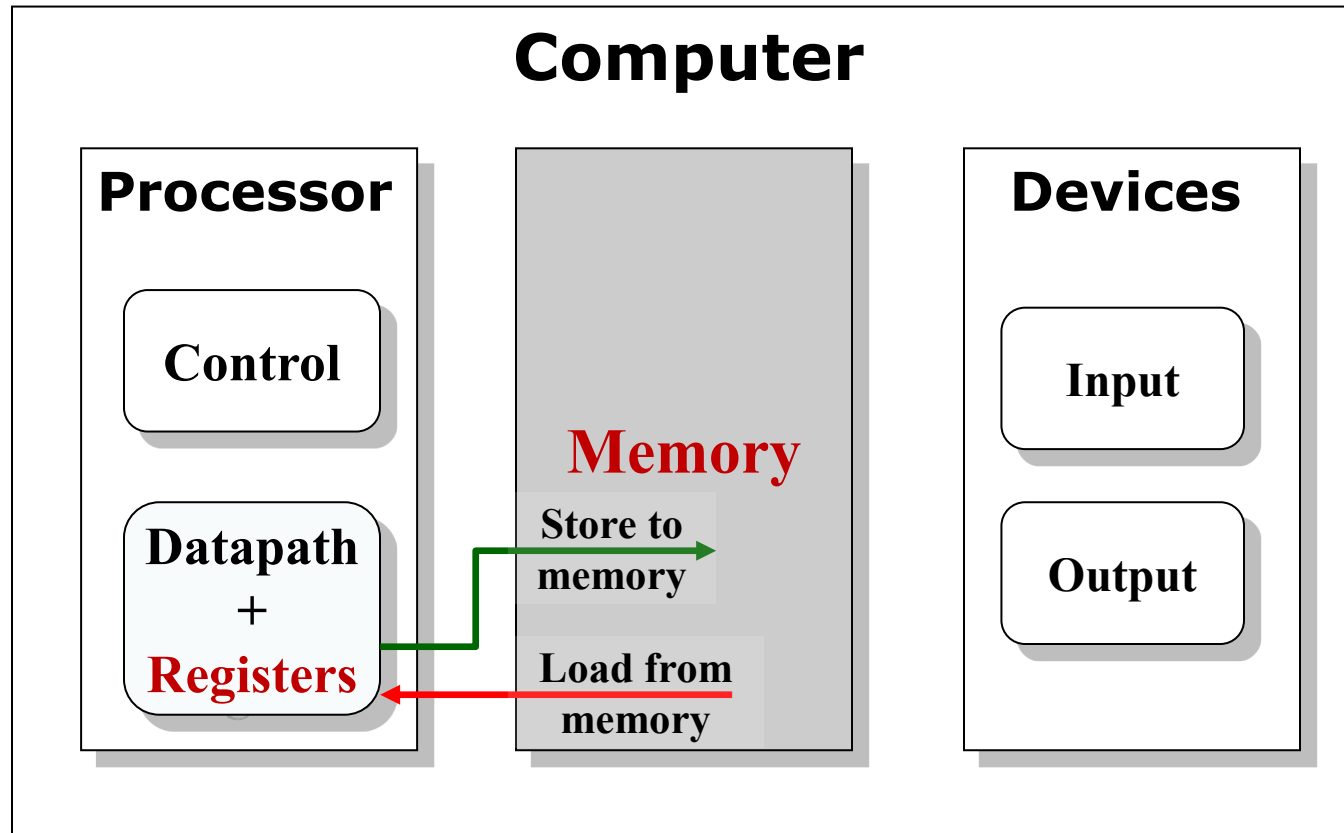 Computer
Processor
Control
Datapath
+
Registers
Memory
Store to
memory
Load from
memory
Devices
Input
Output